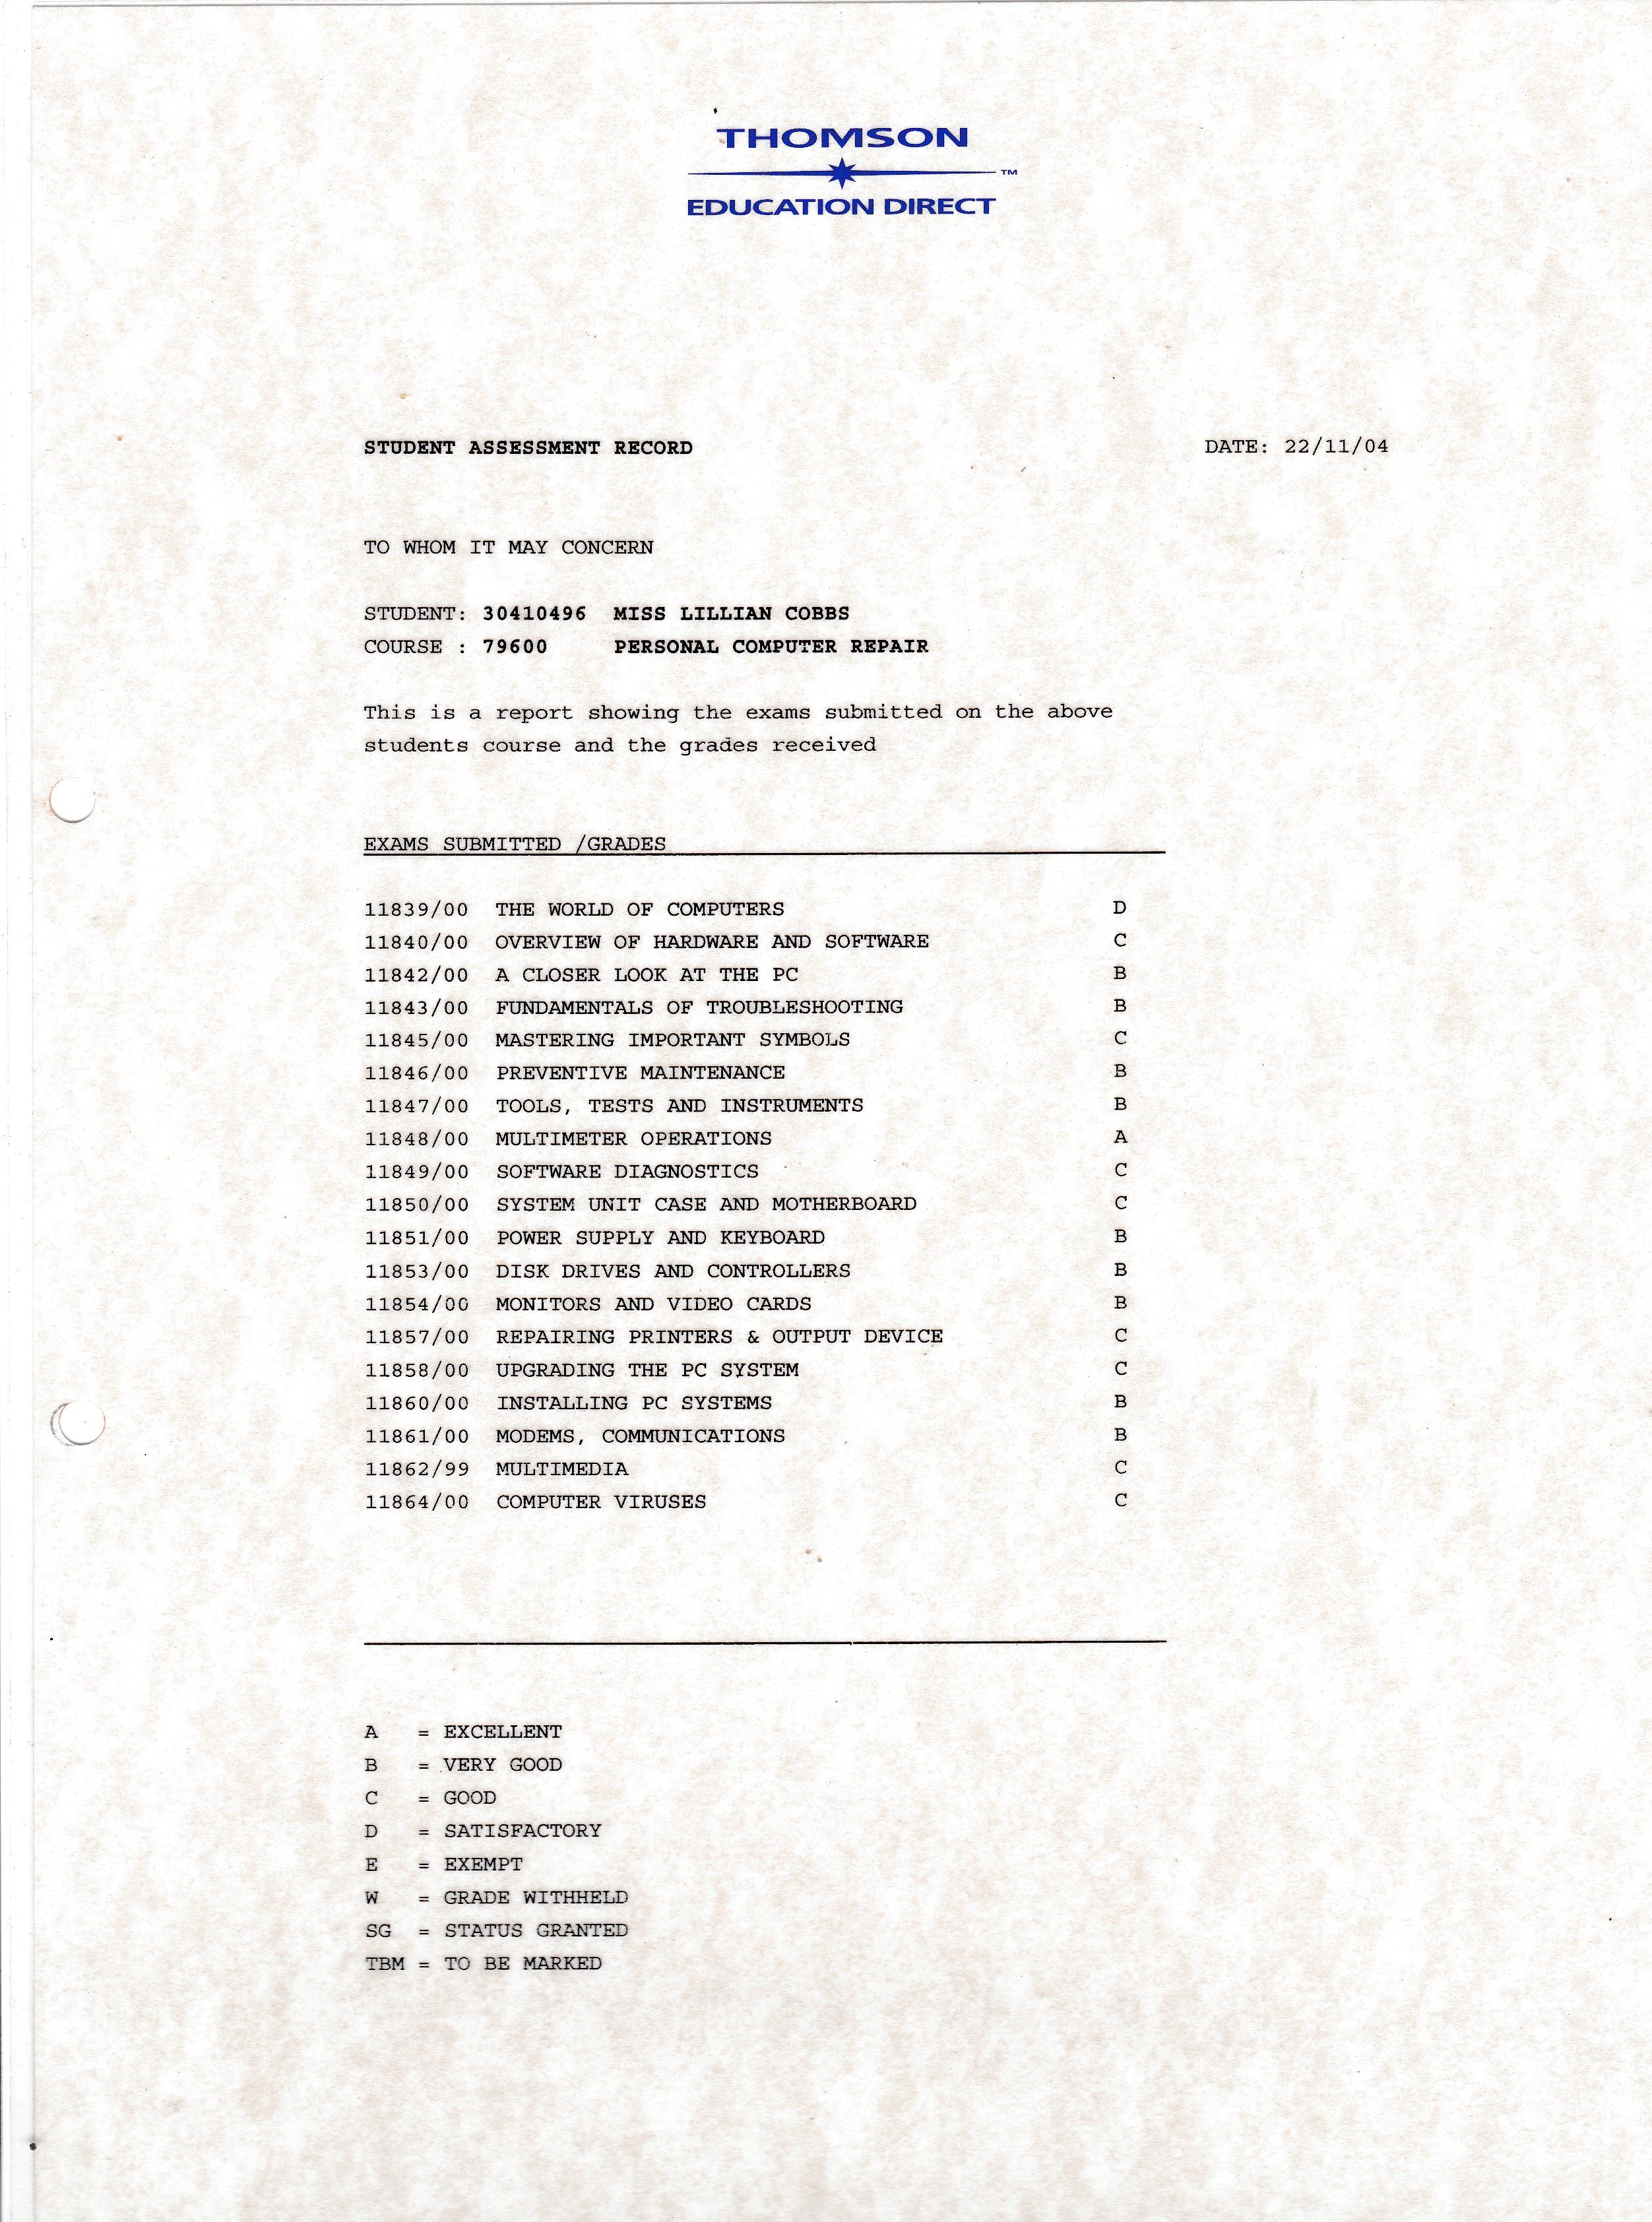 THOMSON
TM
EDUCATION DIRECT
STUDENT ASSESSMENT RECORD DATE: 22/11/04
TO WHOM IT MAY CONCERN
STUDENT: 30410496 MISS LILLIAN COBBS
COURSE : 79600 PERSONAL COMPUTER REPAIR
This is a report showing the exams submitted on the above
students course and the grades received
EXAMS SUBMITTED /GRADES
11839/00 THE WORLD OF COMPUTERS D
11840/00 OVERVIEW OF HARDWARE AND SOFTWARE C
11842/00 A CLOSER LOOK AT THE PC B
11843/00 FUNDAMENTALS OF TROUBLESHOOTING B
11845/00 MASTERING IMPORTANT SYMBOLS C
11846/00 PREVENTIVE MAINTENANCE B
11847/00 TOOLS, TESTS AND INSTRUMENTS B
11848/00 MULTIMETER OPERATIONS A
11849/00 SOFTWARE DIAGNOSTICS C
11850/00 SYSTEM UNIT CASE AND MOTHERBOARD C
11851/00 POWER SUPPLY AND KEYBOARD B
11853/00 DISK DRIVES AND CONTROLLERS B
11854/00 MONITORS AND VIDEO CARDS B
11857/00 REPAIRING PRINTERS & OUTPUT DEVICE C
11858/00 UPGRADING THE PC SYSTEM C
11860/00 INSTALLING PC SYSTEMS B
11861/00 MODEMS, COMMUNICATIONS B
11862/99 MULTIMEDIA C
11864/00 COMPUTER VIRUSES C
A = EXCELLENT
B = VERY GOOD
C = GOOD
D = SATISFACTORY
E = EXEMPT
W = GRADE WITHHELD
SG = STATUS GRANTED
TBM = TO BE MARKED